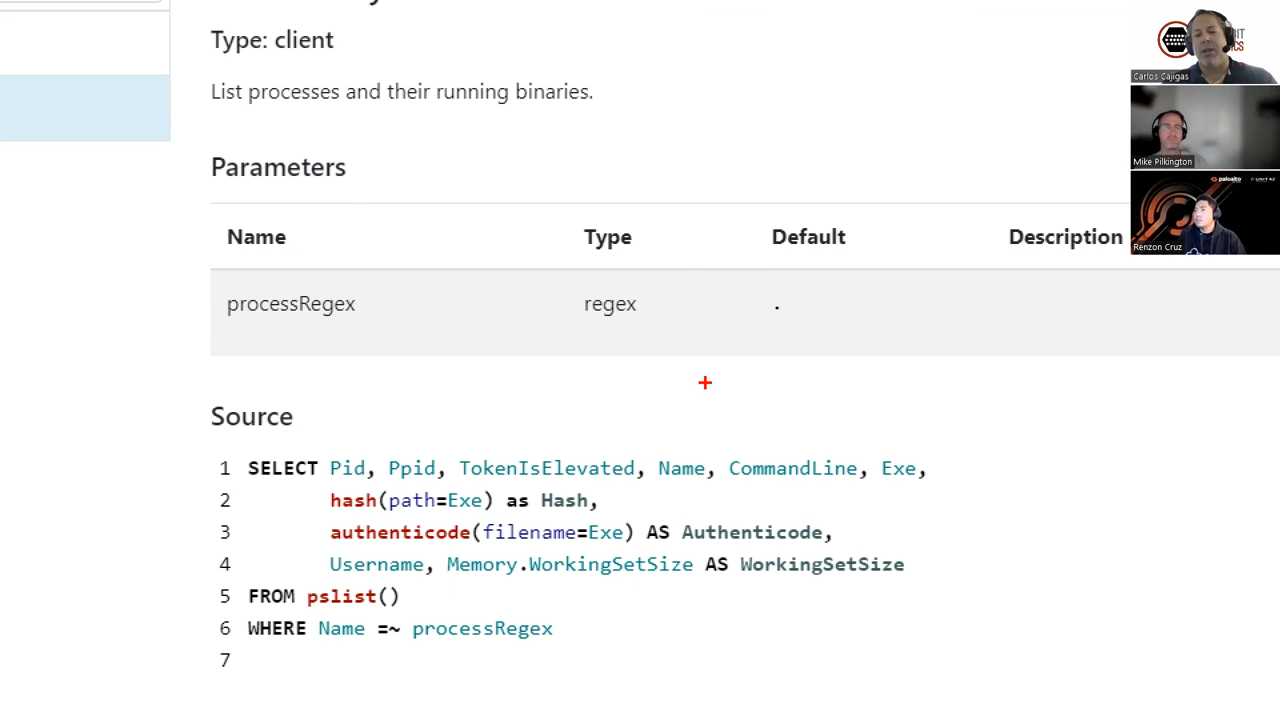 Type: client
List processes and their running binaries.
Parameters
Name Type Default Description
processRegex regex .
Source
1 SELECT Pid, Ppid, TokenIsElevated, Name, CommandLine, Exe,
2 hash(path=Exe) as Hash,
3 authenticode(filename=Exe) AS Authenticode,
4 Username, Memory.WorkingSetSize AS WorkingSetSize
5 FROM pslist()
6 WHERE Name =~ processRegex
7
Carlos Cajigas
Mike Pilkington
paloalto
Renzon Cruz